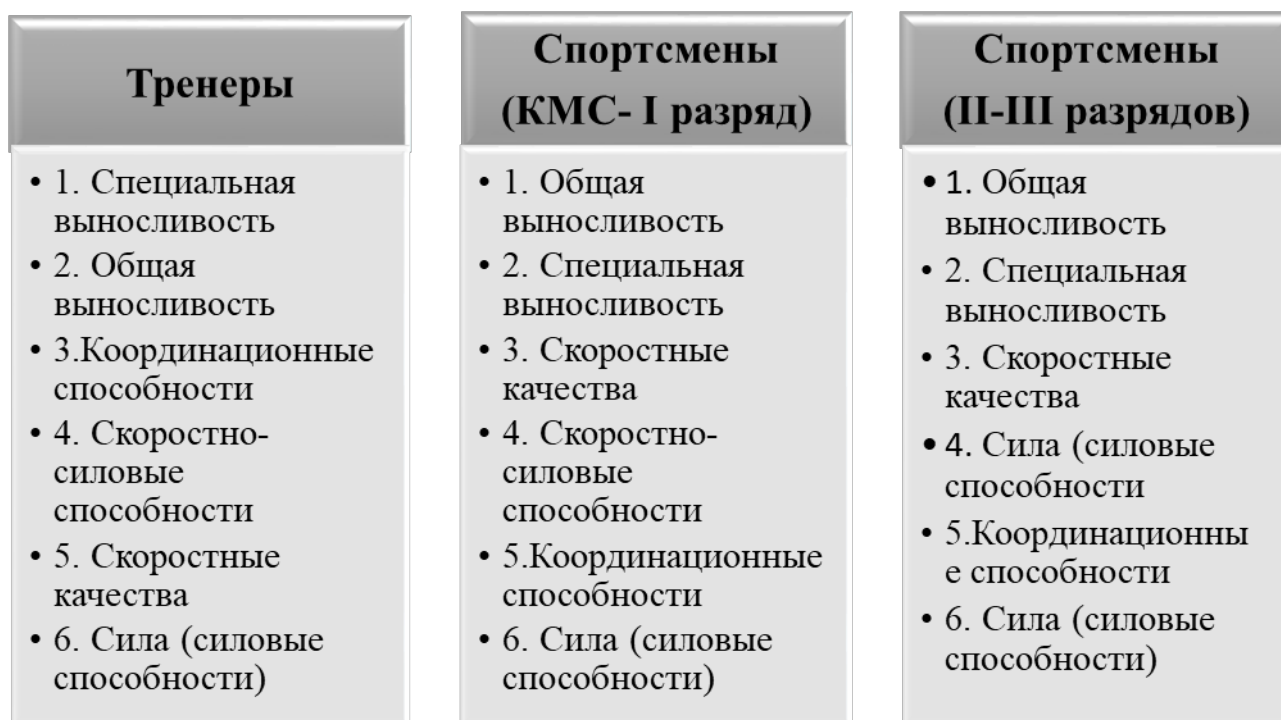 Тренеры
• 1. Специальная
выносливость
• 2. Общая
выносливость
• 3.Координационные
способности
• 4. Скоростно-
силовые
способности
• 5. Скоростные
качества
• 6. Сила (силовые
способности)
Спортсмены
(КМС- I разряд)
• 1. Общая
выносливость
• 2. Специальная
выносливость
• 3. Скоростные
качества
• 4. Скоростно-
силовые
способности
• 5.Координационные
способности
• 6. Сила (силовые
способности)
Спортсмены
(II-III разрядов)
• 1. Общая
выносливость
• 2. Специальная
выносливость
• 3. Скоростные
качества
• 4. Сила (силовые
способности
• 5.Координационны
е способности
• 6. Сила (силовые
способности)